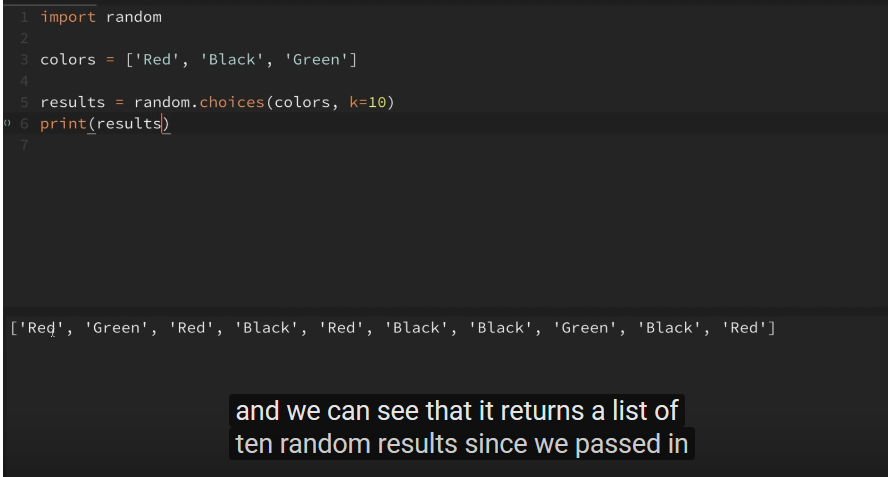 1 import random
2
3 colors = ['Red', 'Black', 'Green']
4
5 results = random.choices(colors, k=10)
6 print(results)
7
['Red', 'Green', 'Red', 'Black', 'Red', 'Black', 'Black', 'Green', 'Black', 'Red']
and we can see that it returns a list of
ten random results since we passed in